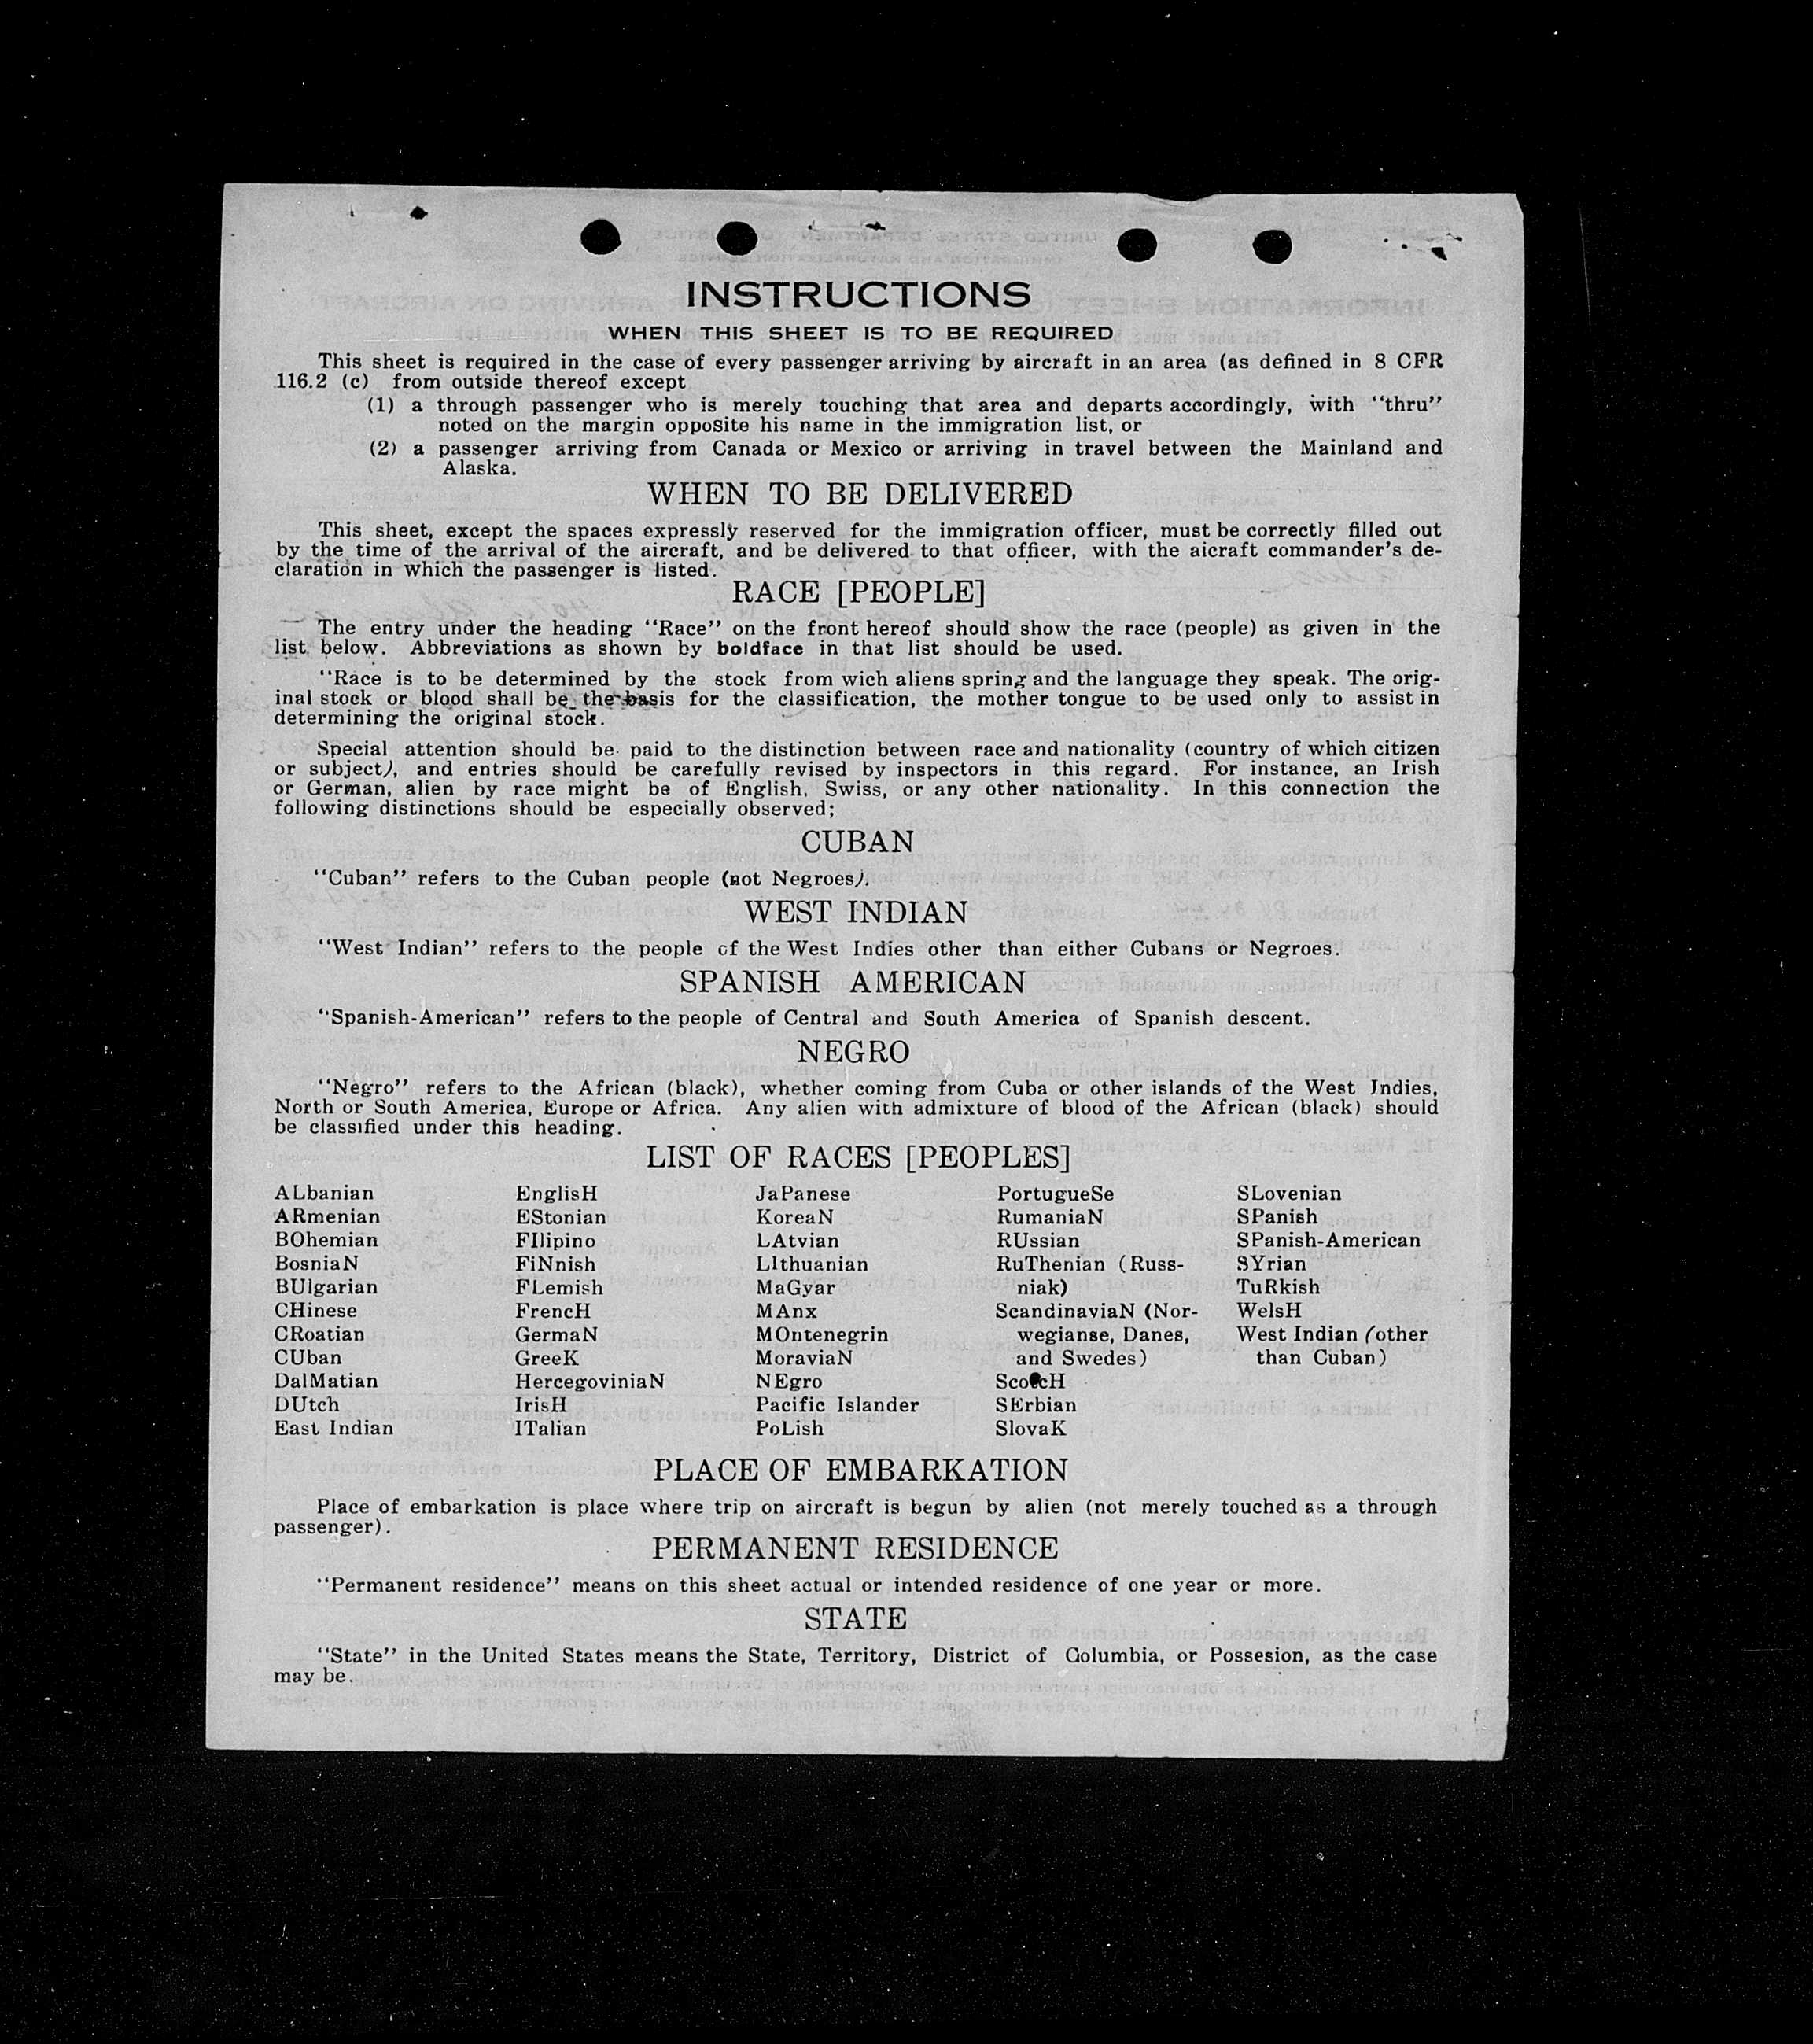 INSTRUCTIONS
WHEN THIS SHEET IS TO BE REQUIRED
This sheet is required in the case of every passenger arriving by aircraft in an area (as defined in 8 CFR
116.2 (c) from outside thereof except
(1) a through passenger who is merely touching that area and departs accordingly, with "thru"
noted on the margin oppoSite his name in the immigration list, or
(2) a passenger arriving from Canada or Mexico or arriving in travel between the Mainland and
Alaska.
WHEN TO BE DELIVERED
This sheet, except the spaces expressly reserved for the immigration officer, must be correctly filled out
by the time of the arrival of the aircraft, and be delivered to that officer, with the aicraft commander's de-
claration in which the passenger is listed.
RACE [PEOPLE]
The entry under the heading "Race" on the front hereof should show the race (people) as given in the
list below. Abbreviations as shown by boldface in that list should be used.
"Race is to be determined by the stock from wich aliens spring and the language they speak. The orig-
inal stock or blood shall be the basis for the classification, the mother tongue to be used only to assist in
determining the original stock.
Special attention should be paid to the distinction between race and nationality (country of which citizen
or subject), and entries should be carefully revised by inspectors in this regard. For instance, an Irish
or German, alien by race might be of English, Swiss, or any other nationality. In this connection the
following distinctions should be especially observed;
CUBAN
"Cuban" refers to the Cuban people (not Negroes).
WEST INDIAN
"West Indian" refers to the people of the West Indies other than either Cubans or Negroes.
SPANISH AMERICAN
"Spanish-American" refers to the people of Central and South America of Spanish descent.
NEGRO
"Negro" refers to the African (black), whether coming from Cuba or other islands of the West Jndies,
North or South America, Europe or Africa. Any alien with admixture of blood of the African (black) should
be classified under this heading.
LIST OF RACES [PEOPLES]
ALbanian
ARmenian
BOhemian
BosniaN
BUlgarian
CHinese
CRoatian
CUban
DalMatian
DUtch
East Indian
EnglisH
EStonian
FIlipino
FiNnish
FLemish
FrencH
GermaN
GreeK
HercegoviniaN
IrisH
ITalian
JaPanese
KoreaN
LAtvian
LIthuanian
MaGyar
MAnx
MOntenegrin
MoraviaN
NEgro
Pacific Islander
PoLish
PortugueSe
RumaniaN
RUssian
RuThenian (Russ-
niak)
ScandinaviaN (Nor-
wegianse, Danes,
and Swedes)
ScotcH
SErbian
SlovaK
SLovenian
SPanish
SPanish-American
SYrian
TuRkish
WelsH
West Indian (other
than Cuban)
PLACE OF EMBARKATION
Place of embarkation is place where trip on aircraft is begun by alien (not merely touched as a through
passenger).
PERMANENT RESIDENCE
"Permanent residence" means on this sheet actual or intended residence of one year or more.
STATE
"State" in the United States means the State, Territory, District of Golumbia, or Possesion, as the case
may be.